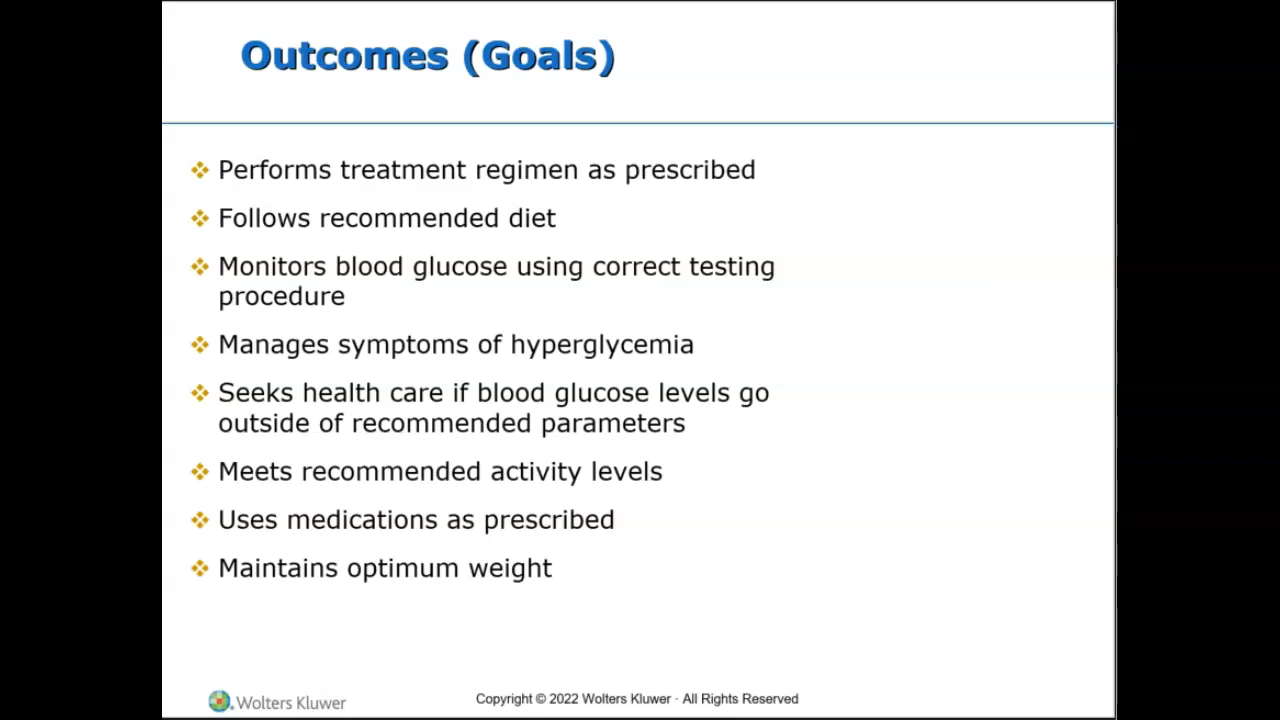 Outcomes (Goals)
Performs treatment regimen as prescribed
Follows recommended diet
Monitors blood glucose using correct testing
procedure
Manages symptoms of hyperglycemia
Seeks health care if blood glucose levels go
outside of recommended parameters
Meets recommended activity levels
Uses medications as prescribed
Maintains optimum weight
Wolters Kluwer
Copyright © 2022 Wolters Kluwer · All Rights Reserved